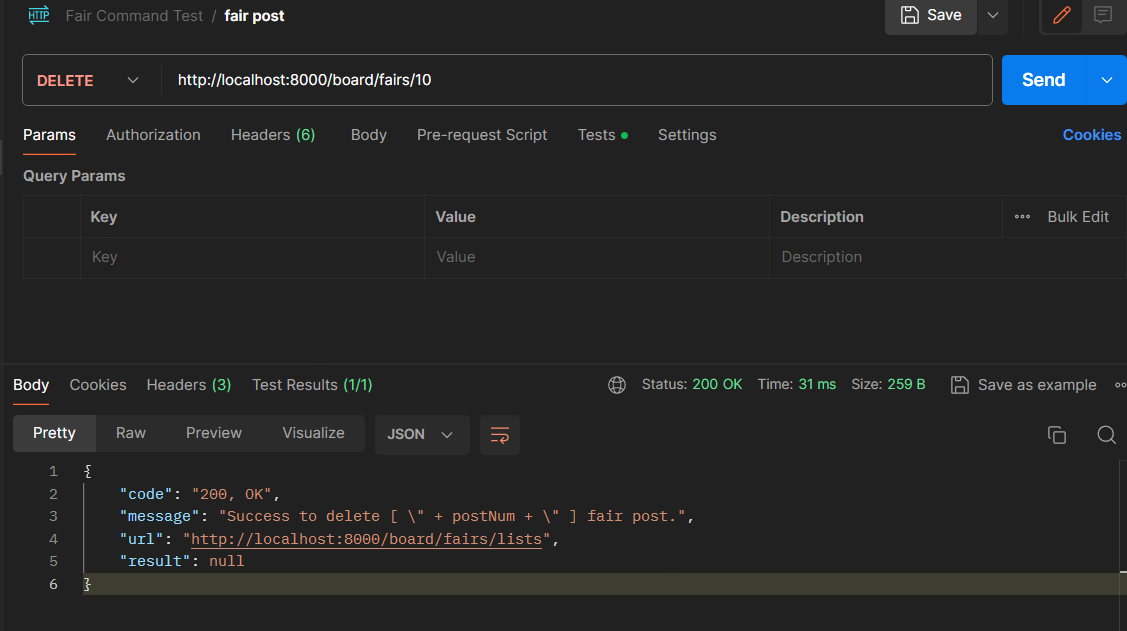 HTTP Fair Command Test / fair post Save
DELETE http://localhost:8000/board/fairs/10 Send
Params Authorization Headers (6) Body Pre-request Script Tests Settings Cookies
Query Params
Key Value Description ••• Bulk Edit
Key Value Description
Body Cookies Headers (3) Test Results (1/1) Status: 200 OK Time: 31 ms Size: 259 B Save as example
Pretty Raw Preview Visualize JSON
1 {
2 "code": "200, OK",
3 "message": "Success to delete [ \" + postNum + \" ] fair post.",
4 "url": "http://localhost:8000/board/fairs/lists",
5 "result": null
6 }